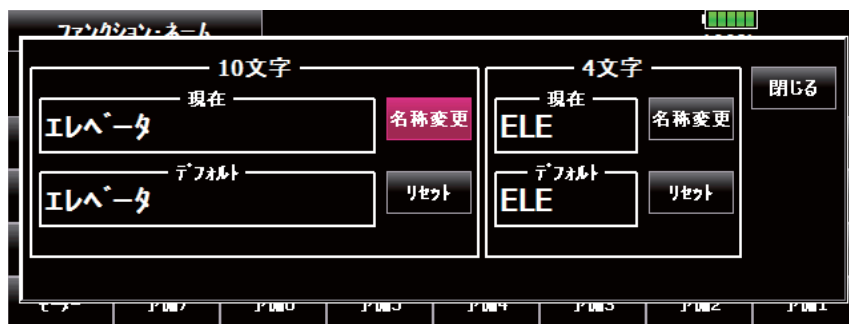 ファンクション・ネーム
10文字
現在
エレベータ
名称変更
デフォルト
エレベータ
リセット
4文字
現在
ELE
名称変更
デフォルト
ELE
リセット
閉じる